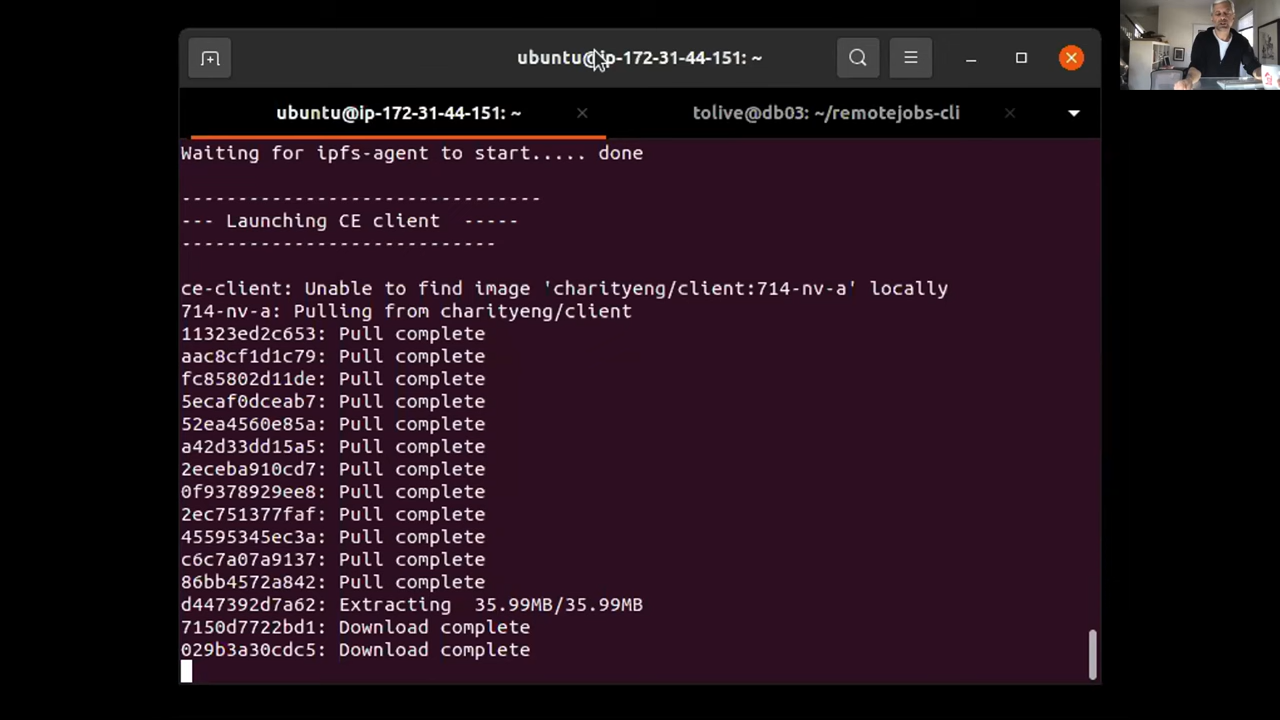 ubuntu@ip-172-31-44-151: ~
ubuntu@ip-172-31-44-151: ~
tolive@db03: ~/remotejobs-cli
Waiting for ipfs-agent to start..... done
--------------------------------
--- Launching CE client  -----
----------------------------
ce-client: Unable to find image 'charityeng/client:714-nv-a' locally
714-nv-a: Pulling from charityeng/client
11323ed2c653: Pull complete
aac8cf1d1c79: Pull complete
fc85802d11de: Pull complete
5ecaf0dceab7: Pull complete
52ea4560e85a: Pull complete
a42d33dd15a5: Pull complete
2eceba910cd7: Pull complete
0f9378929ee8: Pull complete
2ec751377faf: Pull complete
45595345ec3a: Pull complete
c6c7a07a9137: Pull complete
86bb4572a842: Pull complete
d447392d7a62: Extracting  35.99MB/35.99MB
7150d7722bd1: Download complete
029b3a30cdc5: Download complete